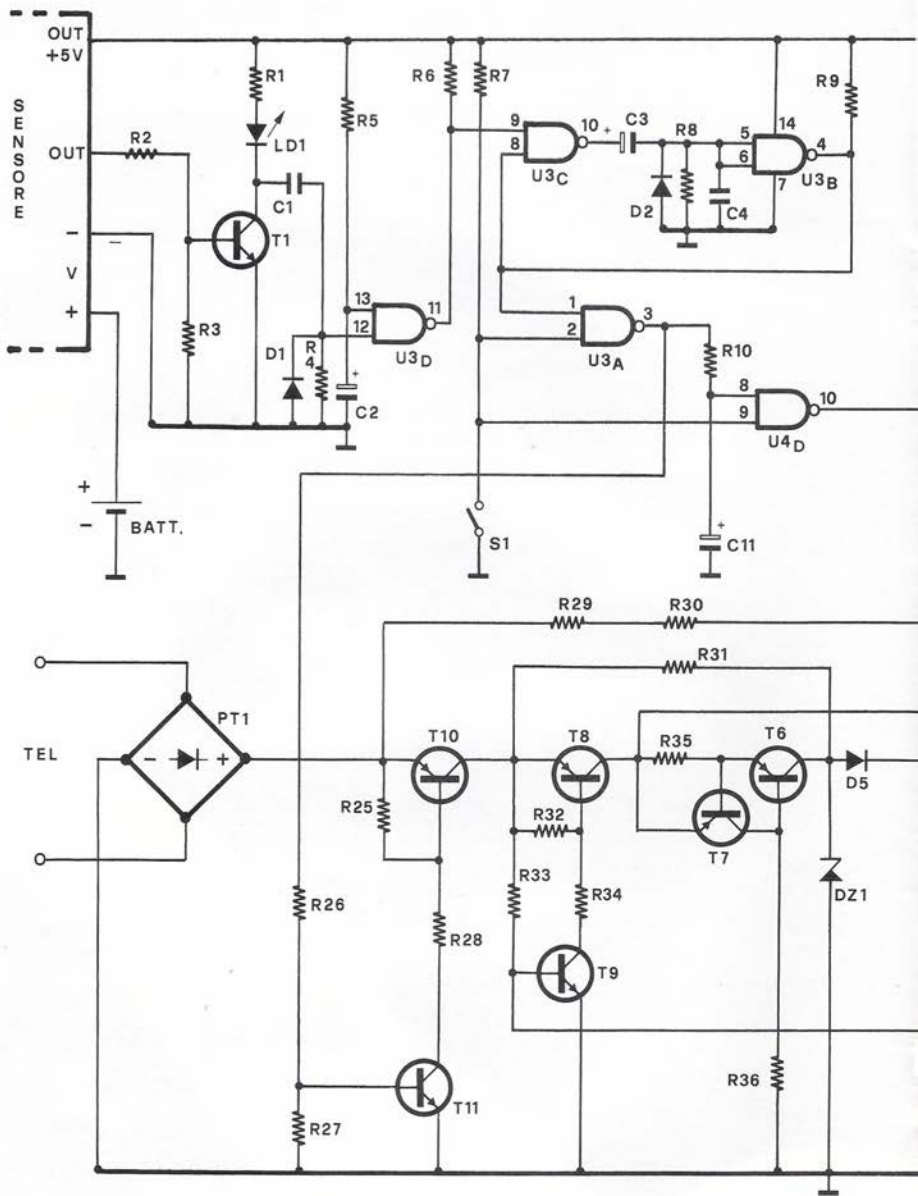 OUT
+5V
SENSORE
OUT
-
V
+
R1
R2
LD1
R5
R6
R7
9
8
10
+
C3
U3C
R8
5
6
14
4
7
U3B
R9
D2
C4
C1
T1
-
R3
13
12
11
U3D
D1
R4
+
C2
1
2
3
U3A
R10
8
9
10
U4D
+
-
BATT.
S1
+
C11
R29
R30
R31
PT1
TEL
-
+
T10
T8
R35
T6
D5
R25
R32
T7
R33
R34
DZ1
R26
R28
T9
R36
T11
R27